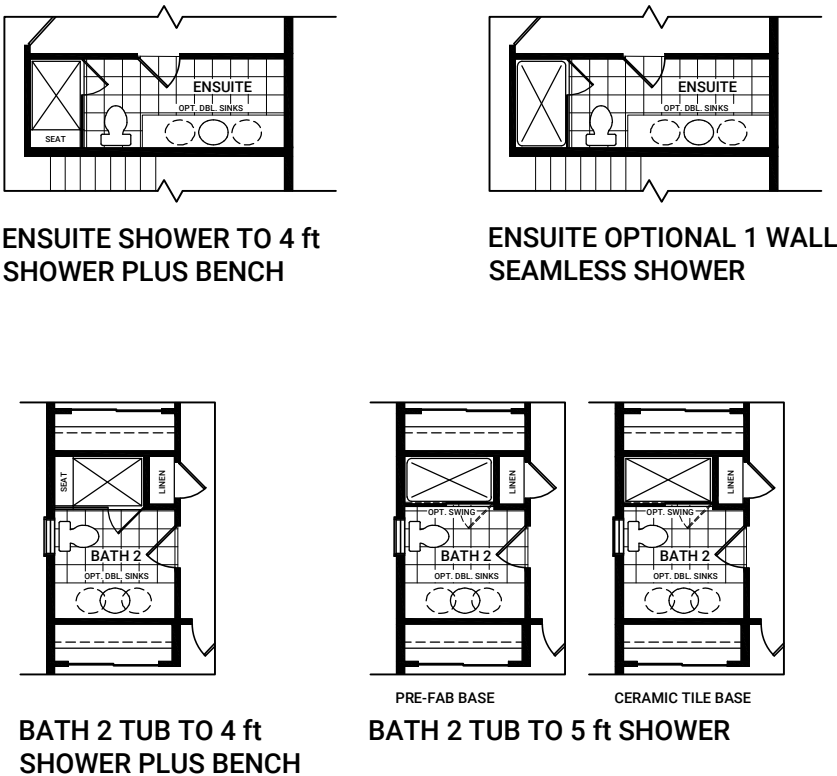 ENSUITE
OPT. DBL. SINKS
SEAT
ENSUITE SHOWER TO 4 ft
SHOWER PLUS BENCH
ENSUITE
OPT. DBL. SINKS
ENSUITE OPTIONAL 1 WALL
SEAMLESS SHOWER
SEAT
LINEN
BATH 2
OPT. DBL. SINKS
BATH 2 TUB TO 4 ft
SHOWER PLUS BENCH
LINEN
OPT. SWING
BATH 2
OPT. DBL. SINKS
PRE-FAB BASE
LINEN
OPT. SWING
BATH 2
OPT. DBL. SINKS
CERAMIC TILE BASE
BATH 2 TUB TO 5 ft SHOWER